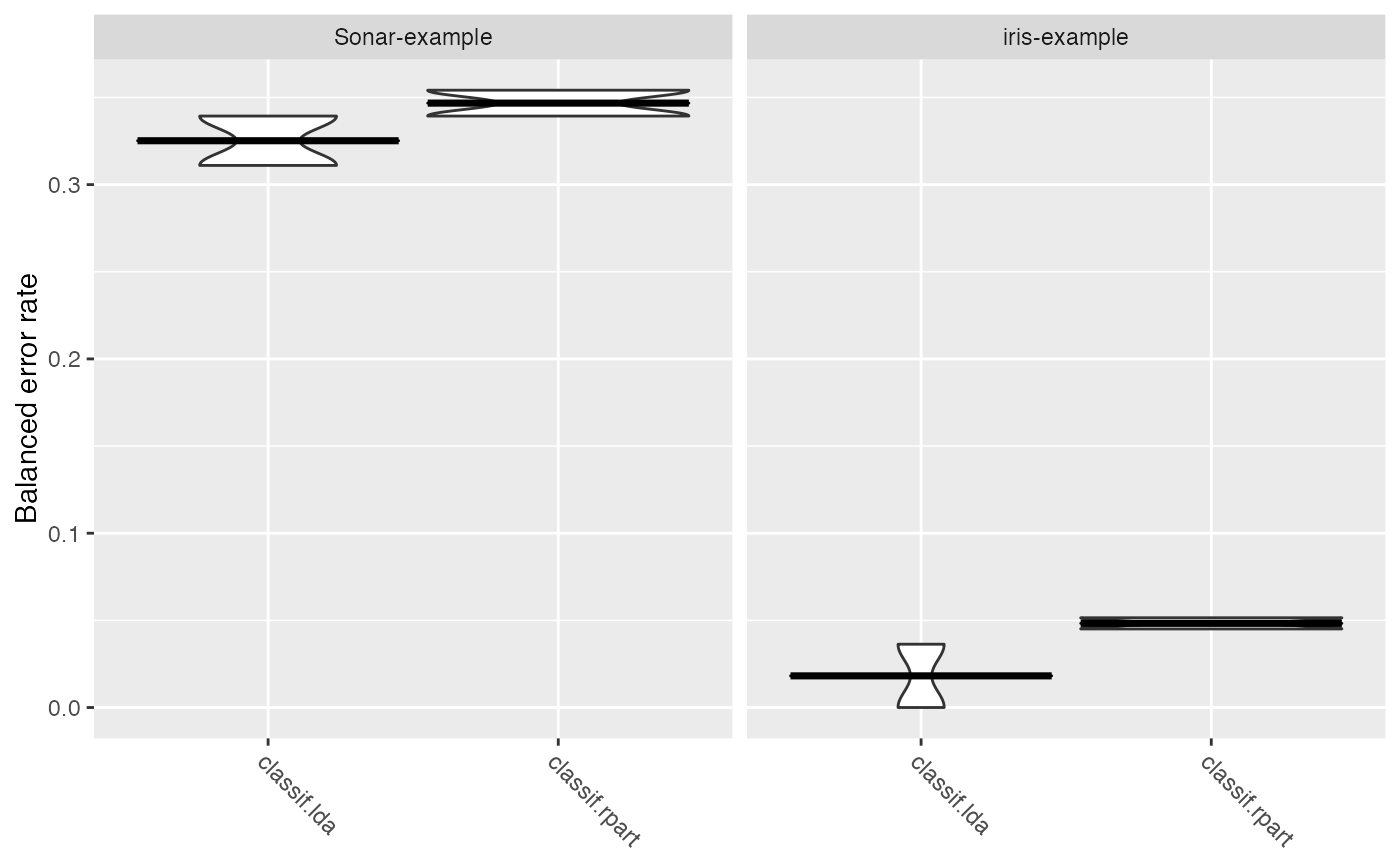 Sonar-example
iris-example
Balanced error rate
0.3
0.2
0.1
0.0
classif.lda
classif.rpart
classif.lda
classif.rpart